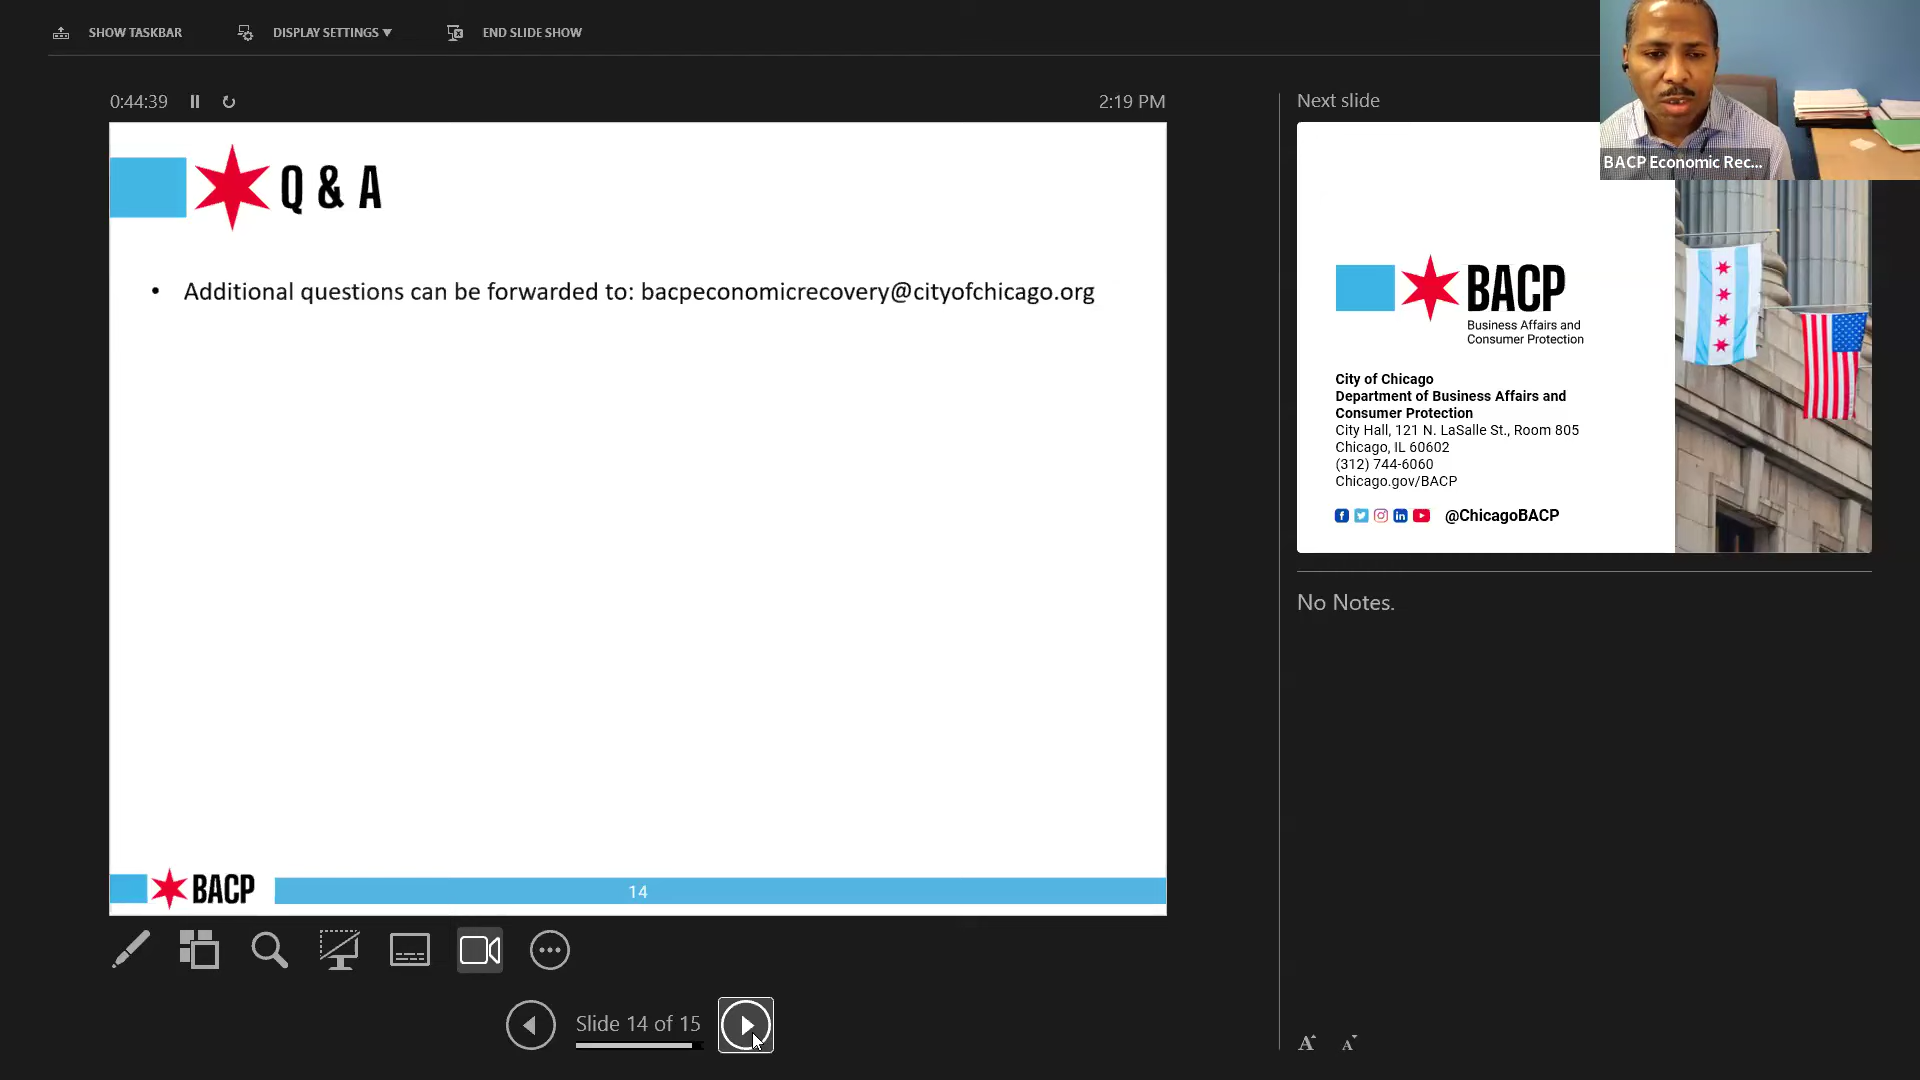 SHOW TASKBAR
DISPLAY SETTINGS ▼
END SLIDE SHOW
0:44:39
2:19 PM
Q & A
• Additional questions can be forwarded to: bacpeconomicrecovery@cityofchicago.org
BACP
14
Slide 14 of 15
Next slide
BACP Economic Rec...
BACP
Business Affairs and
Consumer Protection
City of Chicago
Department of Business Affairs and
Consumer Protection
City Hall, 121 N. LaSalle St., Room 805
Chicago, IL 60602
(312) 744-6060
Chicago.gov/BACP
@ChicagoBACP
No Notes.
A A